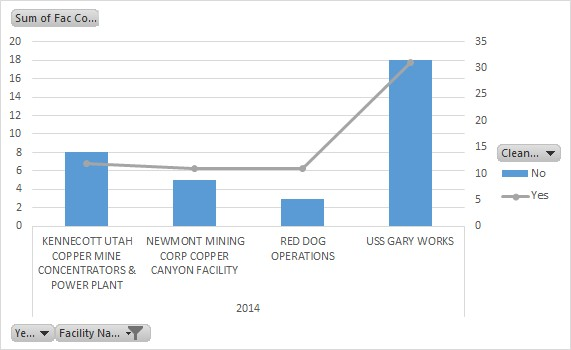 Sum of Fac Co...
20
18
16
14
12
10
8
6
4
2
0
35
30
25
20
15
10
5
0
Clean...
No
Yes
KENNECOTT UTAH
COPPER MINE
CONCENTRATORS &
POWER PLANT
NEWMONT MINING
CORP COPPER
CANYON FACILITY
RED DOG
OPERATIONS
USS GARY WORKS
2014
Ye...
Facility Na...